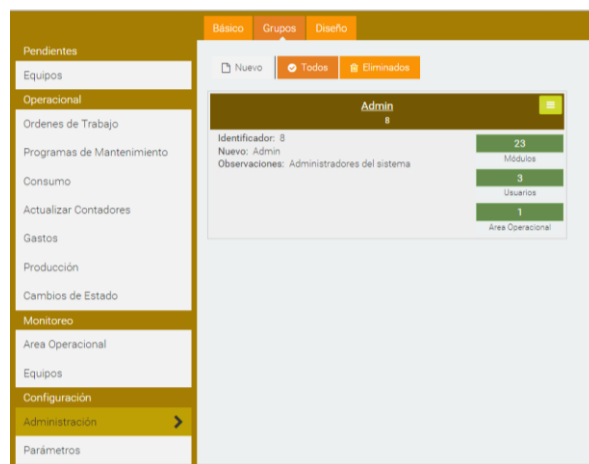 Básico Grupos Diseño
Pendientes
Equipos
Operacional
Ordenes de Trabajo
Programas de Mantenimiento
Consumo
Actualizar Contadores
Gastos
Producción
Cambios de Estado
Monitoreo
Area Operacional
Equipos
Configuración
Administración
Parámetros
Nuevo Todos Eliminados
Admin
8
Identificador: 8
Nuevo: Admin
Observaciones: Administradores del sistema
23
Módulos
3
Usuarios
1
Area Operacional